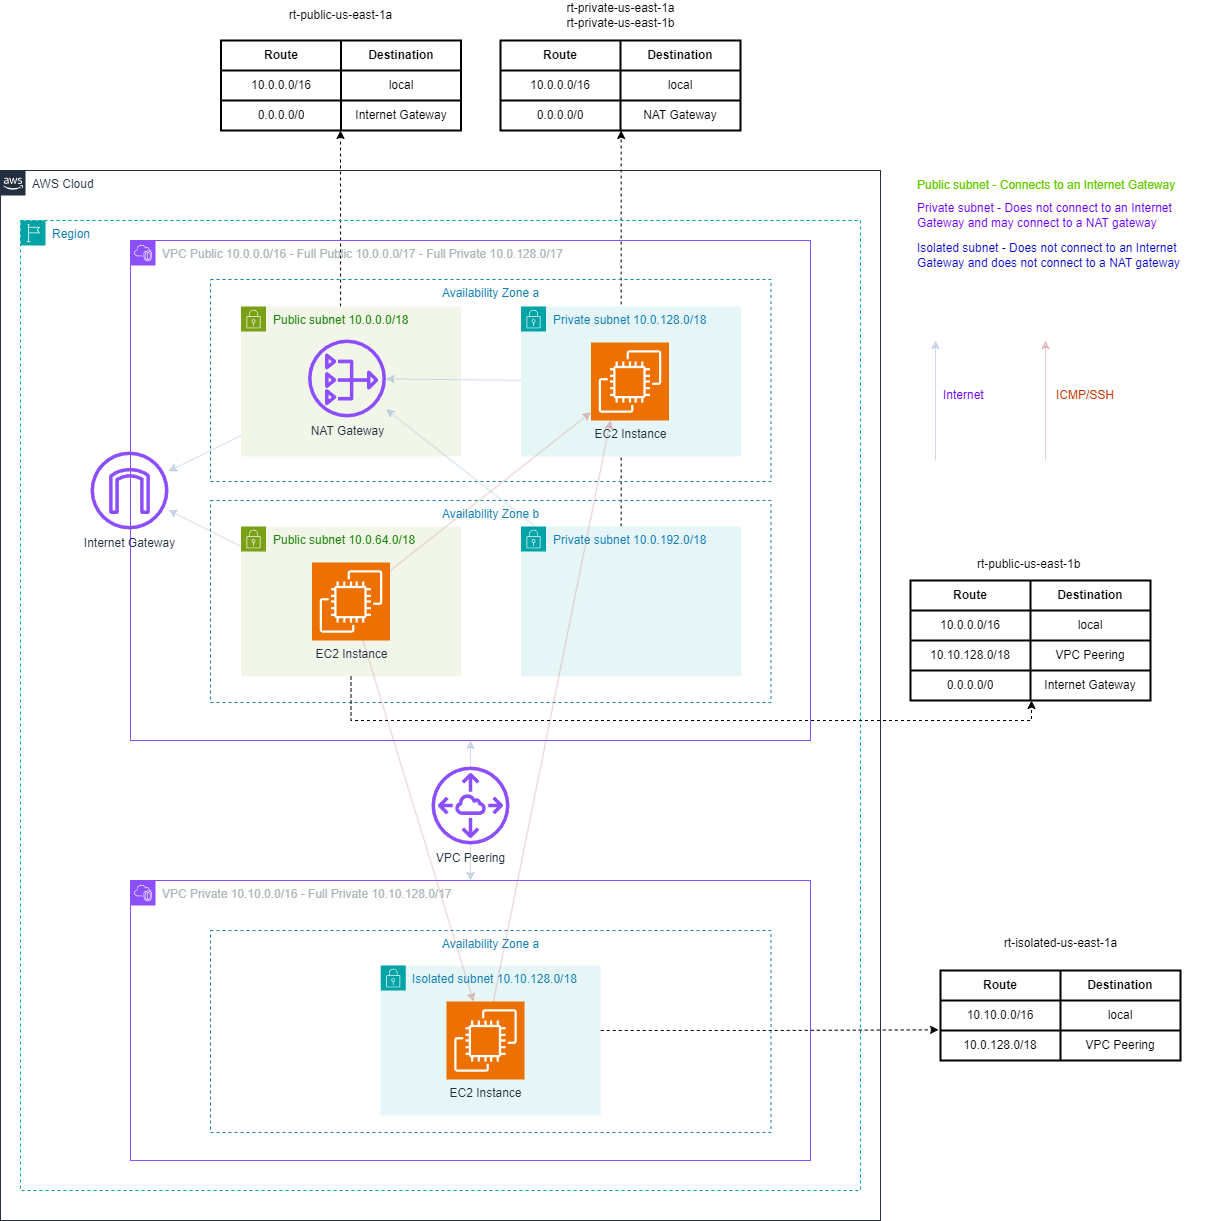 rt-public-us-east-1a
rt-private-us-east-1a
rt-private-us-east-1b
Route Destination
10.0.0.0/16 local
0.0.0.0/0 Internet Gateway
Route Destination
10.0.0.0/16 local
0.0.0.0/0 NAT Gateway
aws
AWS Cloud
Public subnet - Connects to an Internet Gateway
Private subnet - Does not connect to an Internet
Gateway and may connect to a NAT gateway
Isolated subnet - Does not connect to an Internet
Gateway and does not connect to a NAT gateway
Internet
ICMP/SSH
Region
VPC Public 10.0.0.0/16 - Full Public 10.0.0.0/17 - Full Private 10.0.128.0/17
Availability Zone a
Public subnet 10.0.0.0/18
NAT Gateway
Private subnet 10.0.128.0/18
EC2 Instance
Internet Gateway
Availability Zone b
Public subnet 10.0.64.0/18
EC2 Instance
Private subnet 10.0.192.0/18
rt-public-us-east-1b
Route Destination
10.0.0.0/16 local
10.10.128.0/18 VPC Peering
0.0.0.0/0 Internet Gateway
VPC Peering
VPC Private 10.10.0.0/16 - Full Private 10.10.128.0/17
Availability Zone a
Isolated subnet 10.10.128.0/18
EC2 Instance
rt-isolated-us-east-1a
Route Destination
10.10.0.0/16 local
10.0.128.0/18 VPC Peering